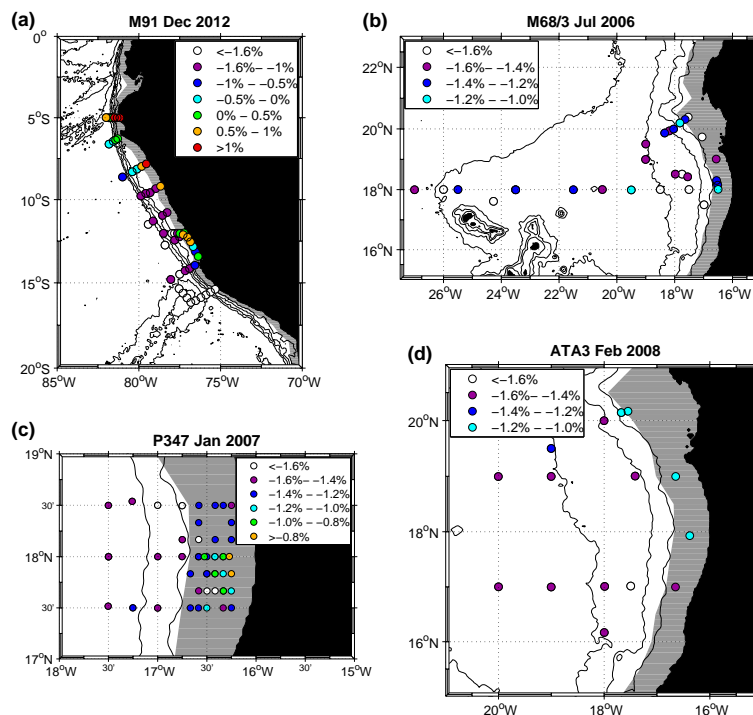 (a)
M91 Dec 2012
0°
5°S
10°S
15°S
20°S
85°W 80°W 75°W 70°W
<−1.6%
−1.6%− −1%
−1% − −0.5%
−0.5% − 0%
0% − 0.5%
0.5% − 1%
>1%
(b)
M68/3 Jul 2006
22°N
20°N
18°N
16°N
26°W 24°W 22°W 20°W 18°W 16°W
<−1.6%
−1.6%− −1.4%
−1.4% − −1.2%
−1.2% − −1.0%
(c)
P347 Jan 2007
19°N
30'
18°N
30'
17°N
18°W 30' 17°W 30' 16°W 30' 15°W
<−1.6%
−1.6%− −1.4%
−1.4% − −1.2%
−1.2% − −1.0%
−1.0% − −0.8%
>−0.8%
(d)
ATA3 Feb 2008
20°N
18°N
16°N
20°W 18°W 16°W
<−1.6%
−1.6%− −1.4%
−1.4% − −1.2%
−1.2% − −1.0%